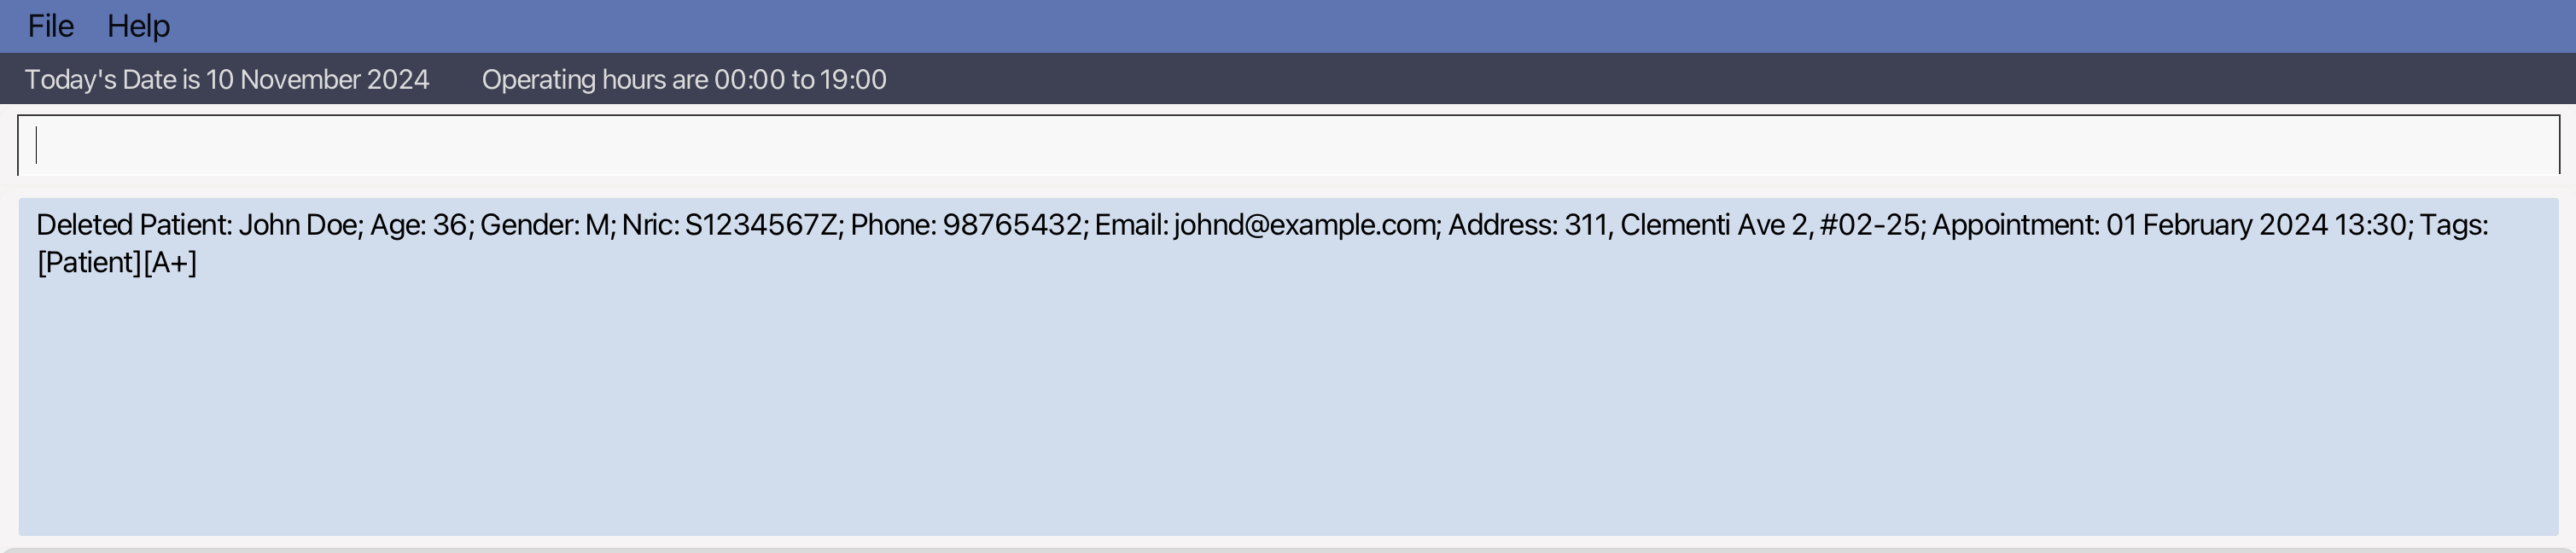 File Help
Today's Date is 10 November 2024 Operating hours are 00:00 to 19:00
Deleted Patient: John Doe; Age: 36; Gender: M; Nric: S1234567Z; Phone: 98765432; Email: johnd@example.com; Address: 311, Clementi Ave 2, #02-25; Appointment: 01 February 2024 13:30; Tags:
[Patient][A+]